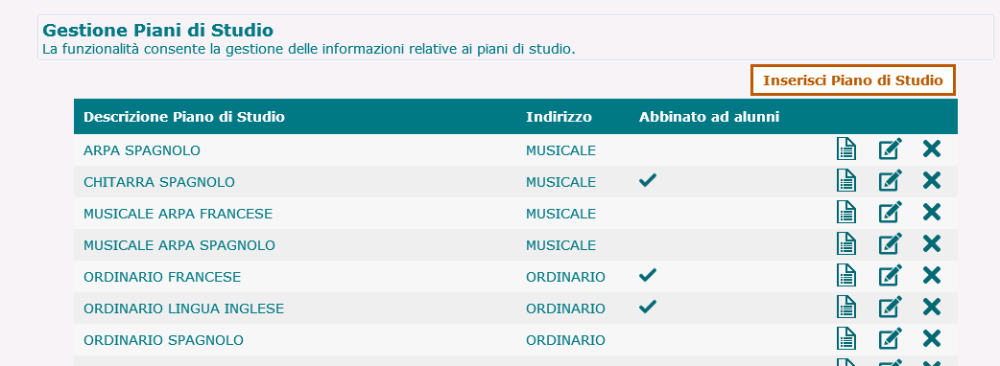 Gestione Piani di Studio
La funzionalità consente la gestione delle informazioni relative ai piani di studio.
Inserisci Piano di Studio
Descrizione Piano di Studio Indirizzo Abbinato ad alunni
ARPA SPAGNOLO MUSICALE
CHITARRA SPAGNOLO MUSICALE
MUSICALE ARPA FRANCESE MUSICALE
MUSICALE ARPA SPAGNOLO MUSICALE
ORDINARIO FRANCESE ORDINARIO
ORDINARIO LINGUA INGLESE ORDINARIO
ORDINARIO SPAGNOLO ORDINARIO